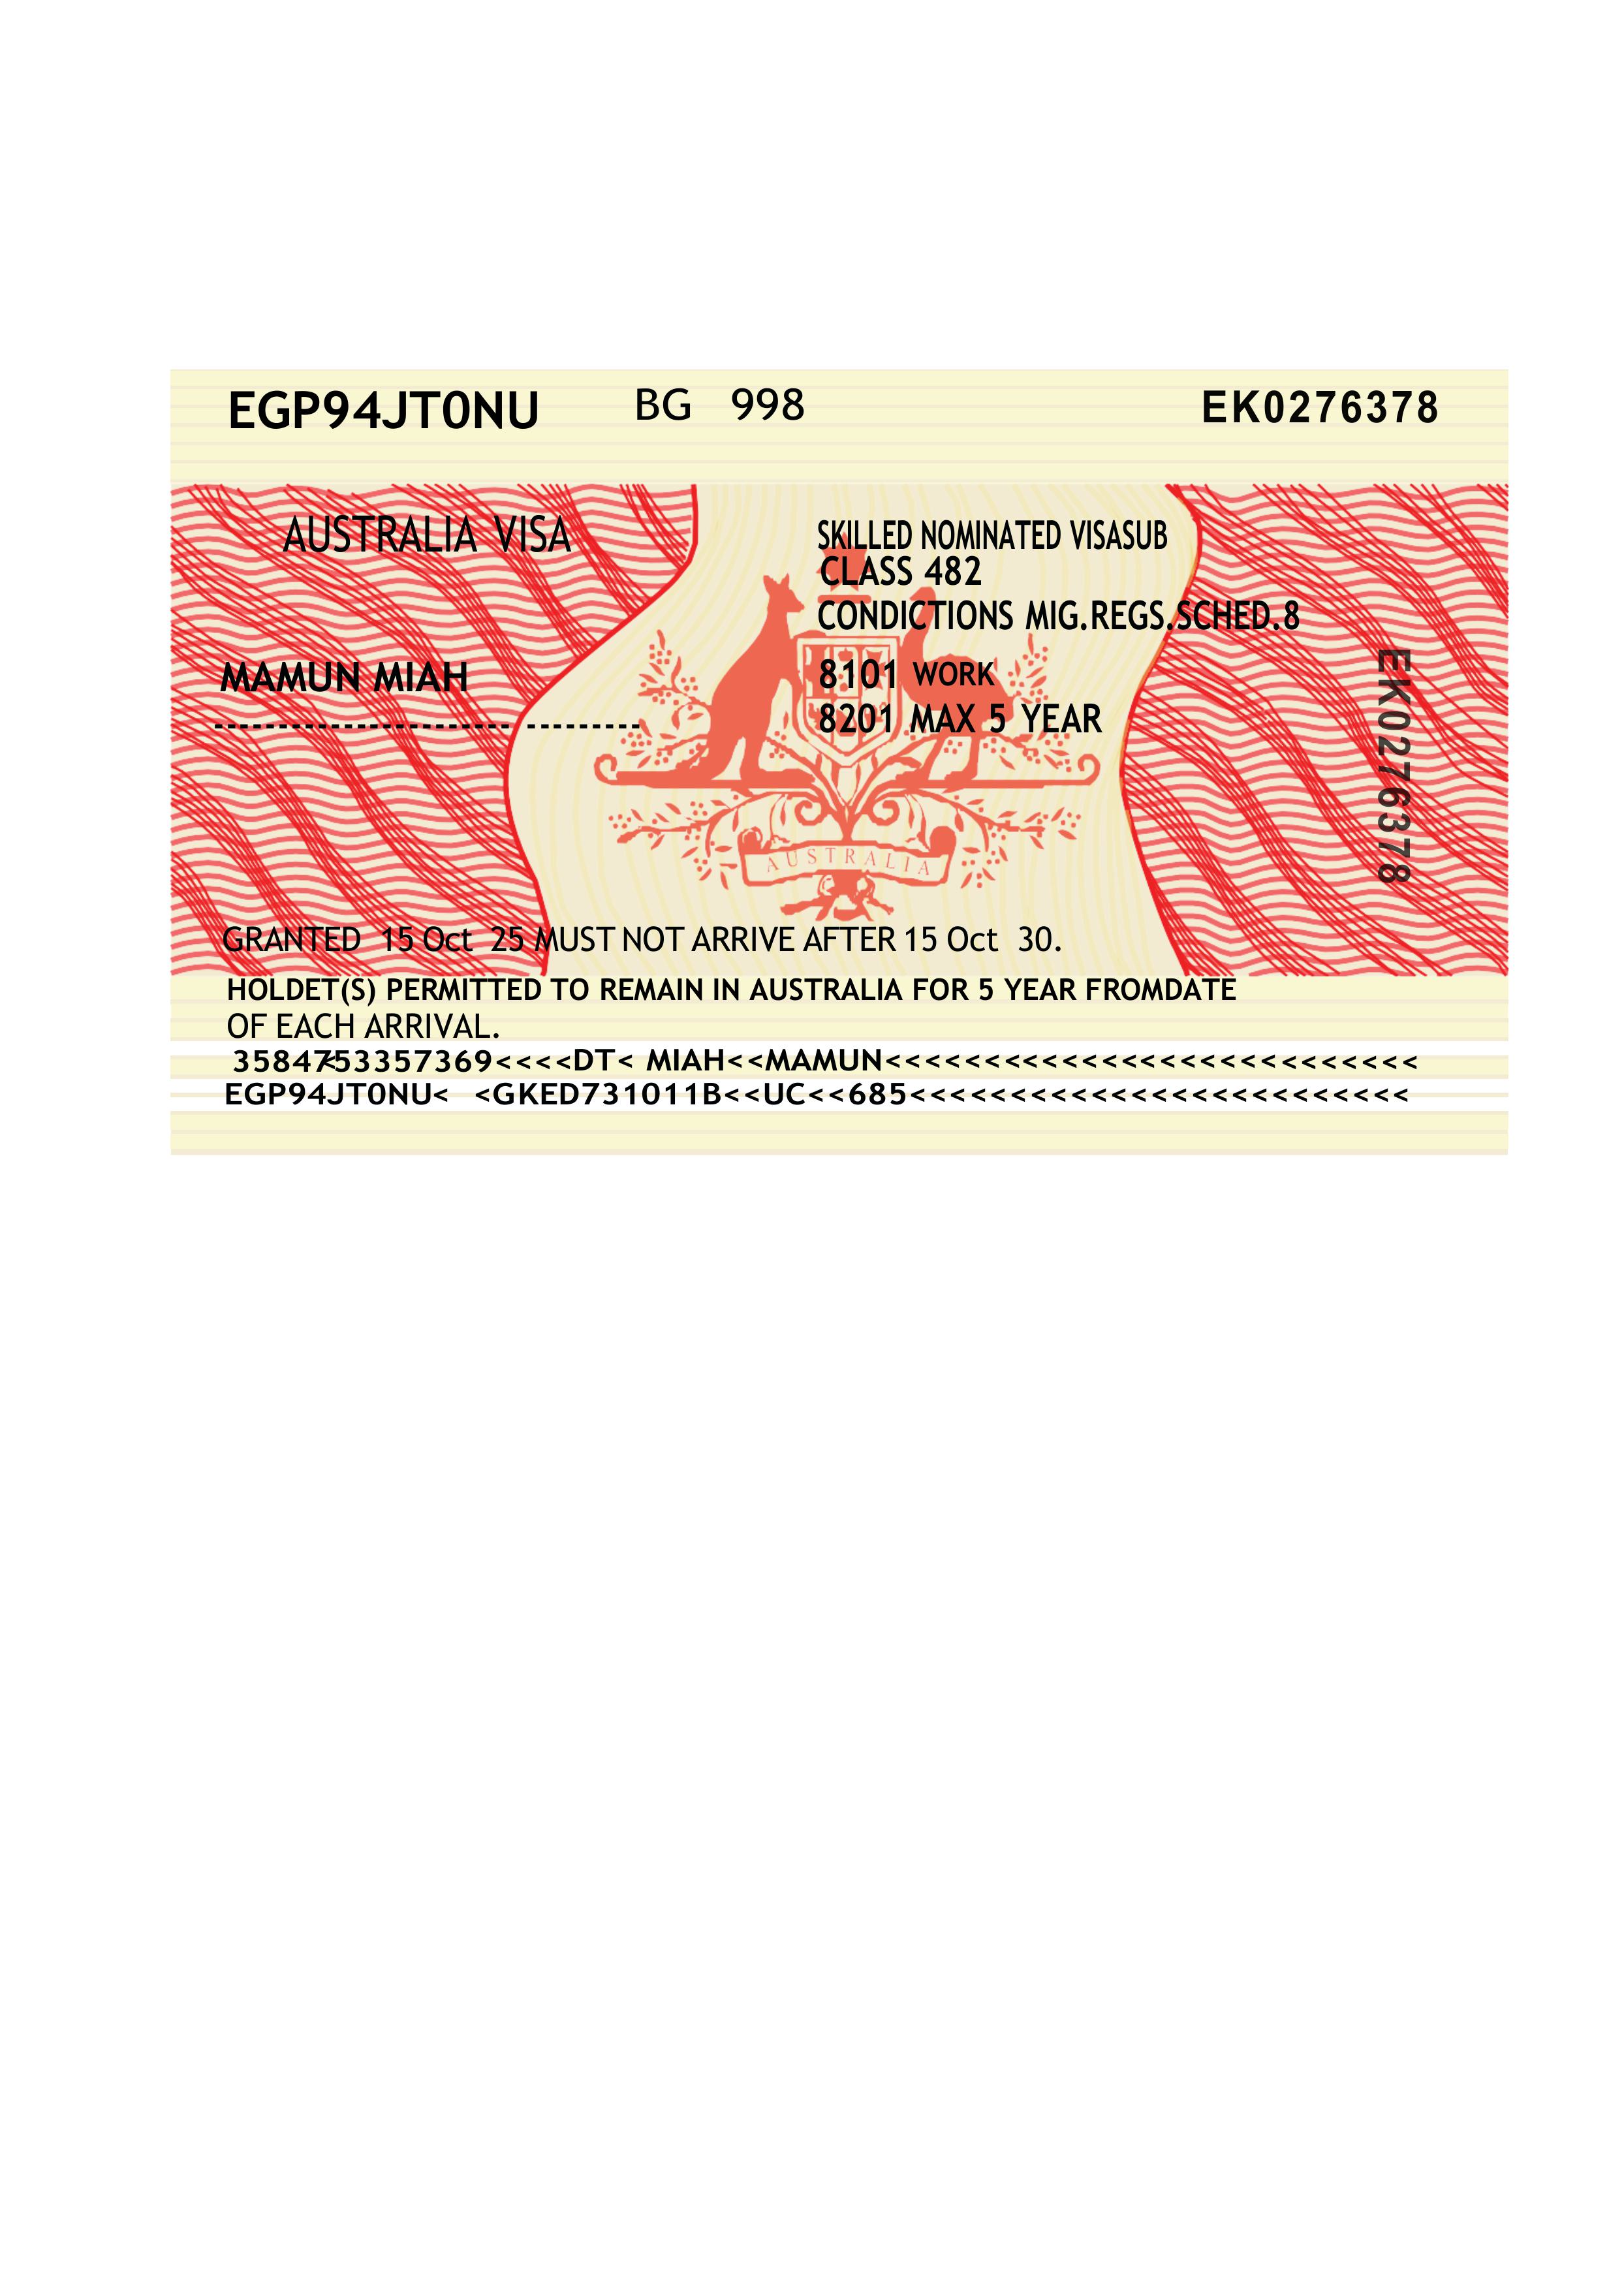 EGP94JT0NU BG 998 EK0276378
AUSTRALIA VISA
SKILLED NOMINATED VISASUB
CLASS 482
CONDICTIONS MIG.REGS.SCHED.8
MAMUN MIAH
8101 WORK
8201 MAX 5 YEAR
EK0276378
AUSTRALIA
GRANTED 15 Oct 25 MUST NOT ARRIVE AFTER 15 Oct 30.
HOLDET(S) PERMITTED TO REMAIN IN AUSTRALIA FOR 5 YEAR FROMDATE
OF EACH ARRIVAL.
35847<53357369<<<<DT< MIAH<<MAMUN<<<<<<<<<<<<<<<<<<<<<<<<<<<
EGP94JT0NU< <GKED731011B<<UC<<685<<<<<<<<<<<<<<<<<<<<<<<<<